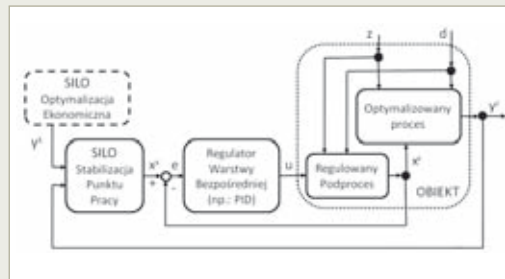 z
d
SILO
Optymalizacja
Ekonomiczna
Optymalizowany
proces
SILO
Stabilizacja
Punktu
Pracy
+
e
-
Regulator
Warstwy
Bezpośredniej
(np.: PID)
u
Regulowany
Podproces
OBIEKT